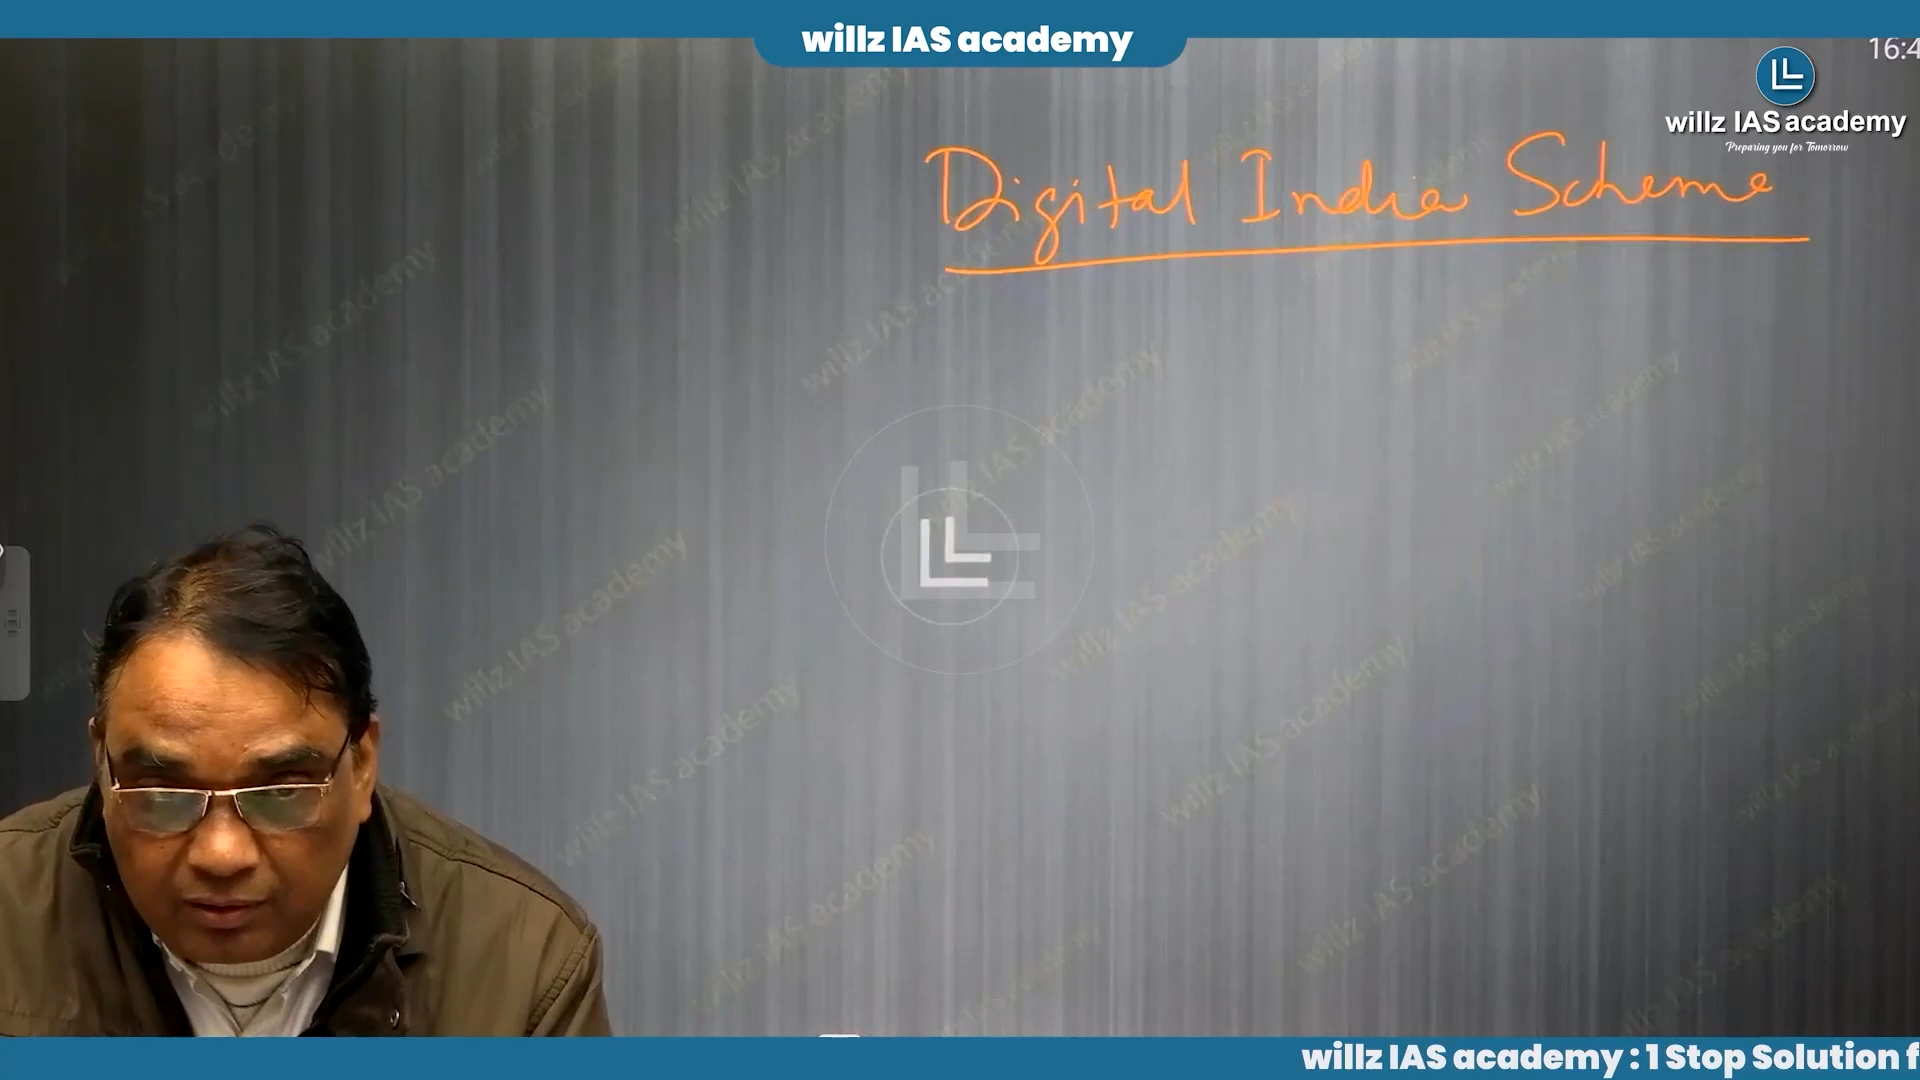 willz IAS academy
16:4
willz IAS academy
Preparing you for Tomorrow
Digital India Scheme
willz IAS academy : 1 Stop Solution f